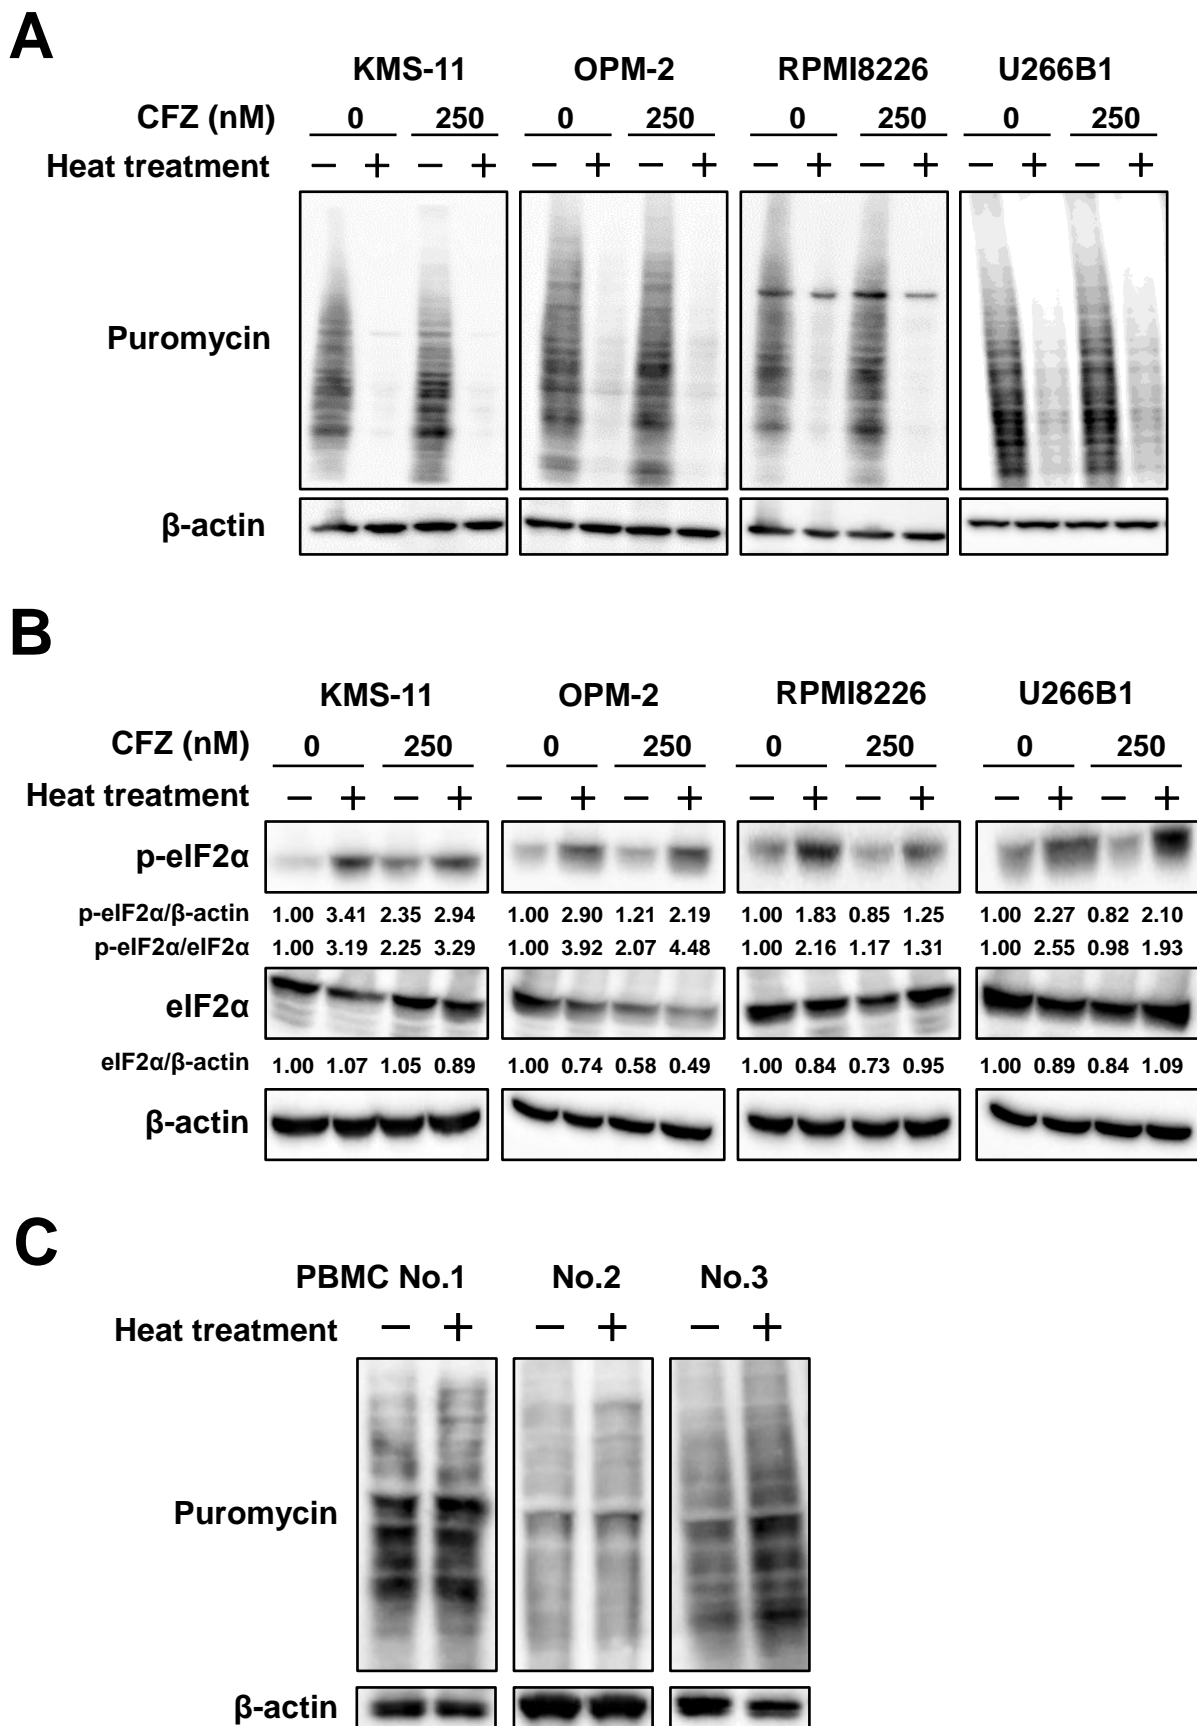 A
KMS-11 OPM-2 RPMI8226 U266B1
CFZ (nM) 0 250 0 250 0 250 0 250
Heat treatment − + − + − + − + − + − + − + − +
Puromycin
β-actin
B
KMS-11 OPM-2 RPMI8226 U266B1
CFZ (nM) 0 250 0 250 0 250 0 250
Heat treatment − + − + − + − + − + − + − + − +
p-eIF2α
p-eIF2α/β-actin 1.00 3.41 2.35 2.94 1.00 2.90 1.21 2.19 1.00 1.83 0.85 1.25 1.00 2.27 0.82 2.10
p-eIF2α/eIF2α 1.00 3.19 2.25 3.29 1.00 3.92 2.07 4.48 1.00 2.16 1.17 1.31 1.00 2.55 0.98 1.93
eIF2α
eIF2α/β-actin 1.00 1.07 1.05 0.89 1.00 0.74 0.58 0.49 1.00 0.84 0.73 0.95 1.00 0.89 0.84 1.09
β-actin
C
PBMC No.1 No.2 No.3
Heat treatment − + − + − +
Puromycin
β-actin